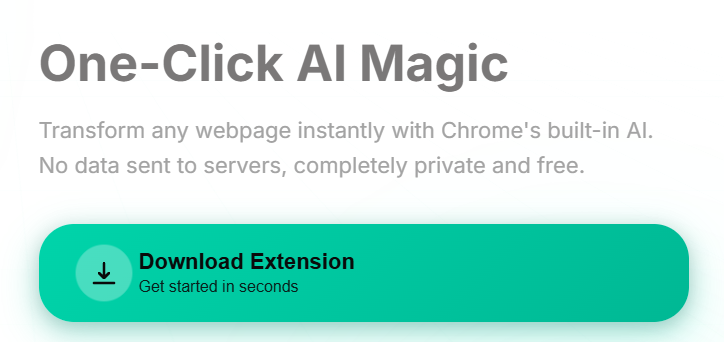 One-Click AI Magic
Transform any webpage instantly with Chrome's built-in AI.
No data sent to servers, completely private and free.
Download Extension
Get started in seconds